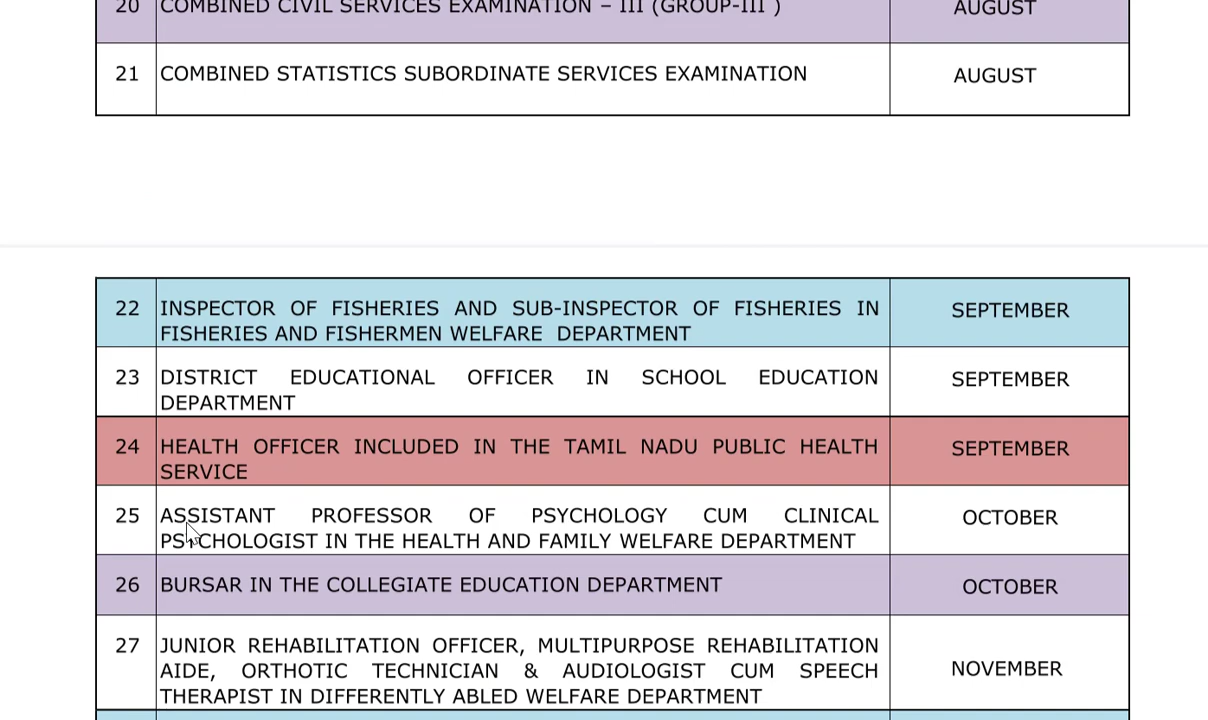 20 COMBINED CIVIL SERVICES EXAMINATION – III (GROUP-III ) AUGUST
21 COMBINED STATISTICS SUBORDINATE SERVICES EXAMINATION AUGUST
22 INSPECTOR OF FISHERIES AND SUB-INSPECTOR OF FISHERIES IN SEPTEMBER
FISHERIES AND FISHERMEN WELFARE DEPARTMENT
23 DISTRICT EDUCATIONAL OFFICER IN SCHOOL EDUCATION SEPTEMBER
DEPARTMENT
24 HEALTH OFFICER INCLUDED IN THE TAMIL NADU PUBLIC HEALTH SEPTEMBER
SERVICE
25 ASSISTANT PROFESSOR OF PSYCHOLOGY CUM CLINICAL OCTOBER
PSYCHOLOGIST IN THE HEALTH AND FAMILY WELFARE DEPARTMENT
26 BURSAR IN THE COLLEGIATE EDUCATION DEPARTMENT OCTOBER
27 JUNIOR REHABILITATION OFFICER, MULTIPURPOSE REHABILITATION
AIDE, ORTHOTIC TECHNICIAN & AUDIOLOGIST CUM SPEECH NOVEMBER
THERAPIST IN DIFFERENTLY ABLED WELFARE DEPARTMENT